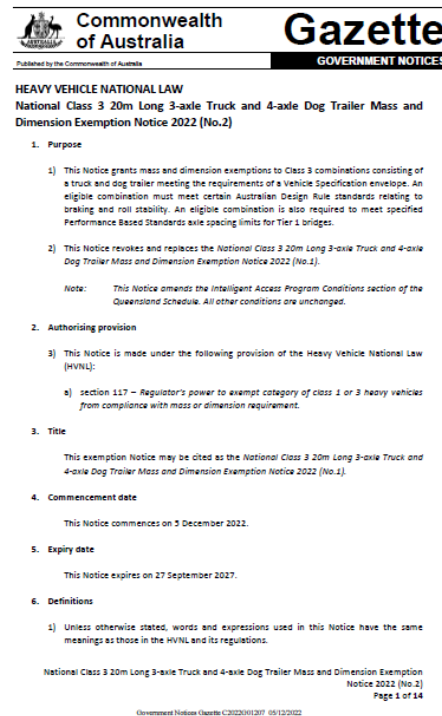 Commonwealth
of Australia
Gazette
Published by the Commonwealth of Australia
GOVERNMENT NOTICES
HEAVY VEHICLE NATIONAL LAW
National Class 3 20m Long 3-axle Truck and 4-axle Dog Trailer Mass and
Dimension Exemption Notice 2022 (No.2)
1. Purpose
1) This Notice grants mass and dimension exemptions to Class 3 combinations consisting of
a truck and dog trailer meeting the requirements of a Vehicle Specification envelope. An
eligible combination must meet certain Australian Design Rule standards relating to
braking and roll stability. An eligible combination is also required to meet specified
Performance Based Standards axle spacing limits for Tier 1 bridges.
2) This Notice revokes and replaces the National Class 3 20m Long 3-axle Truck and 4-axle
Dog Trailer Mass and Dimension Exemption Notice 2022 (No.1).
Note: This Notice amends the Intelligent Access Program Conditions section of the
Queensland Schedule. All other conditions are unchanged.
2. Authorising provision
3) This Notice is made under the following provision of the Heavy Vehicle National Law
(HVNL):
a) section 117 – Regulator's power to exempt category of class 1 or 3 heavy vehicles
from compliance with mass or dimension requirement.
3. Title
This exemption Notice may be cited as the National Class 3 20m Long 3-axle Truck and
4-axle Dog Trailer Mass and Dimension Exemption Notice 2022 (No.1).
4. Commencement date
This Notice commences on 5 December 2022.
5. Expiry date
This Notice expires on 27 September 2027.
6. Definitions
1) Unless otherwise stated, words and expressions used in this Notice have the same
meanings as those in the HVNL and its regulations.
National Class 3 20m Long 3-axle Truck and 4-axle Dog Trailer Mass and Dimension Exemption
Notice 2022 (No.2)
Page 1 of 14
Government Notices Gazette C2022G01207 05/12/2022